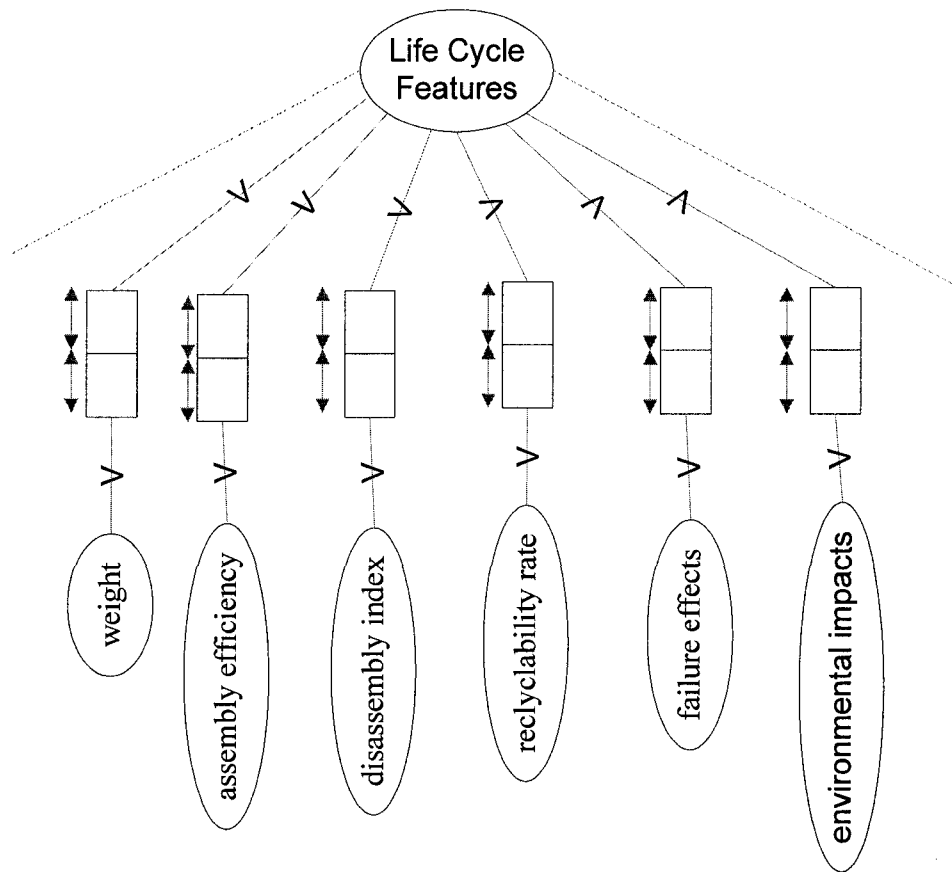 Life Cycle
Features
weight
assembly efficiency
disassembly index
reclyclability rate
failure effects
environmental impacts